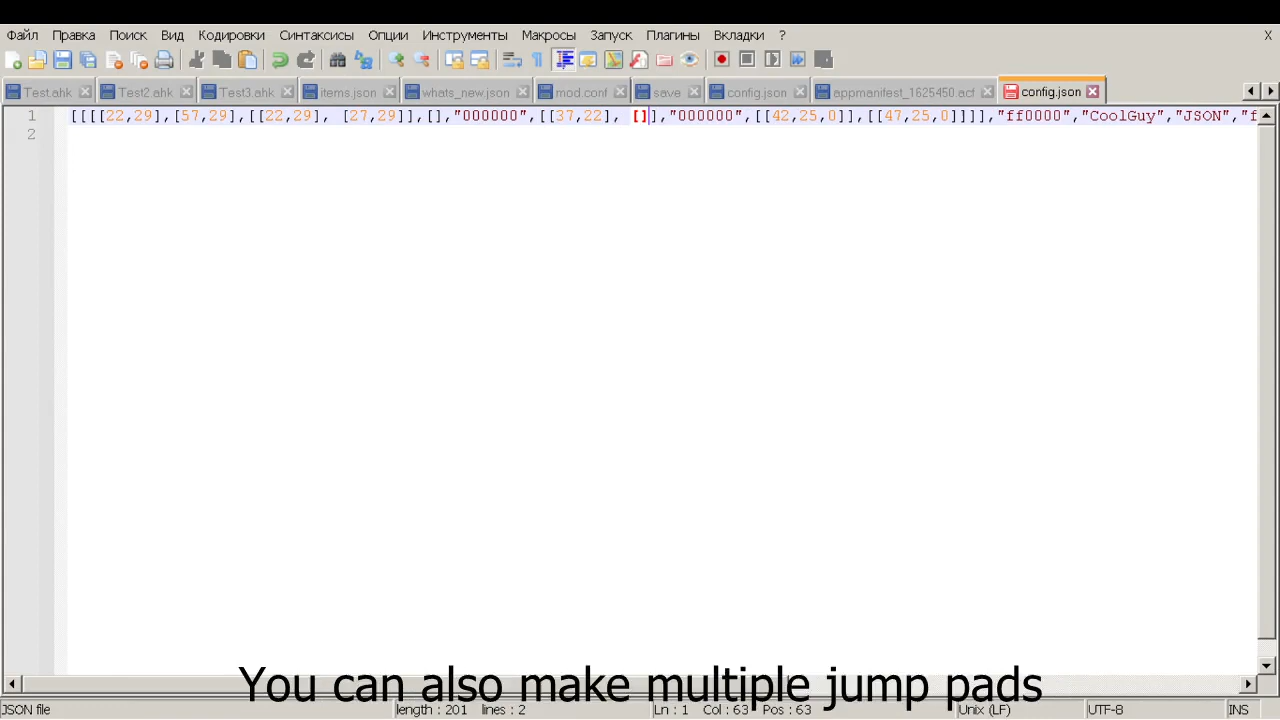 Файл Правка Поиск Вид Кодировки Синтаксисы Опции Инструменты Макросы Запуск Плагины Вкладки ? X
Test.ahk Test2.ahk Test3.ahk items.json whats_new.json mod.conf save config.json appmanifest_1625450.acf config.json
1 [[[[22,29],[57,29],[[22,29], [27,29]],[],"000000",[[37,22], []],"000000",[[42,25,0]],[[47,25,0]]]],"ff0000","CoolGuy","JSON","f
2
You can also make multiple jump pads
JSON file length : 201 lines : 2 Ln : 1 Col : 63 Pos : 63 Unix (LF) UTF-8 INS